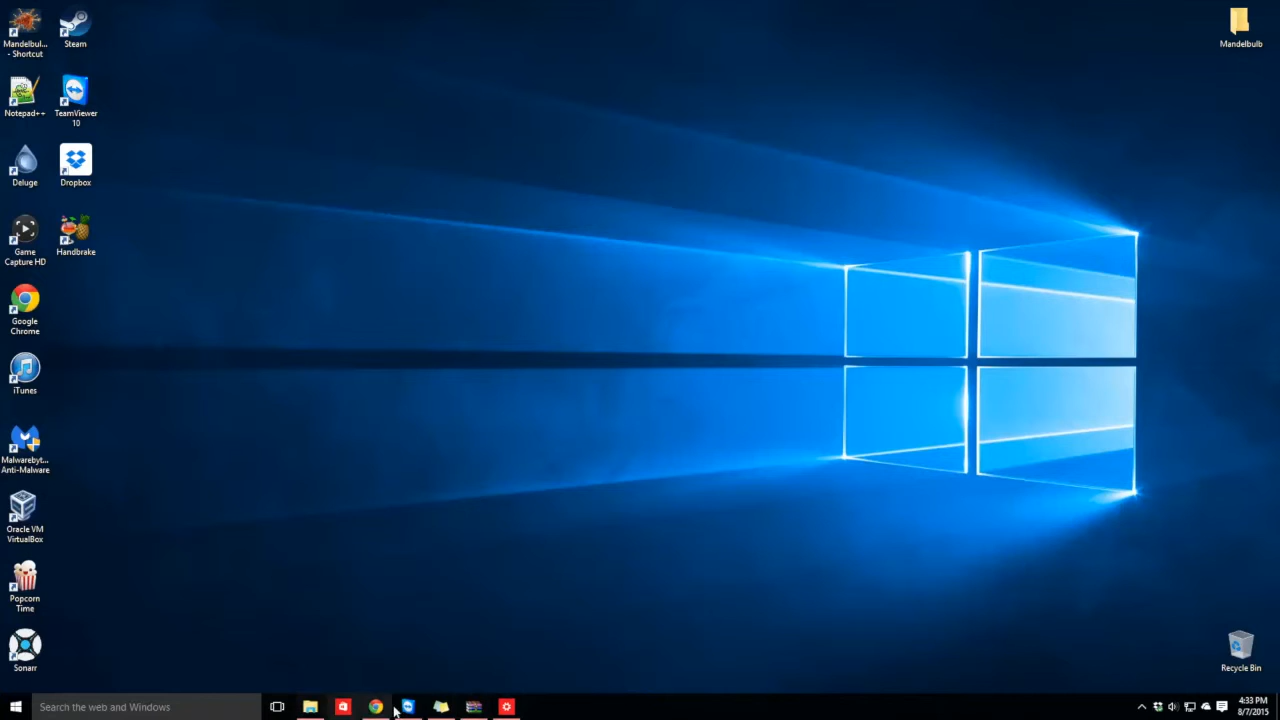 Mandelbul...
- Shortcut
Steam
Mandelbulb
Notepad++
TeamViewer
10
Deluge
Dropbox
Game
Capture HD
Handbrake
Google
Chrome
iTunes
Malwarebyt...
Anti-Malware
Oracle VM
VirtualBox
Popcorn
Time
Sonarr
Recycle Bin
Search the web and Windows
4:33 PM
8/7/2015